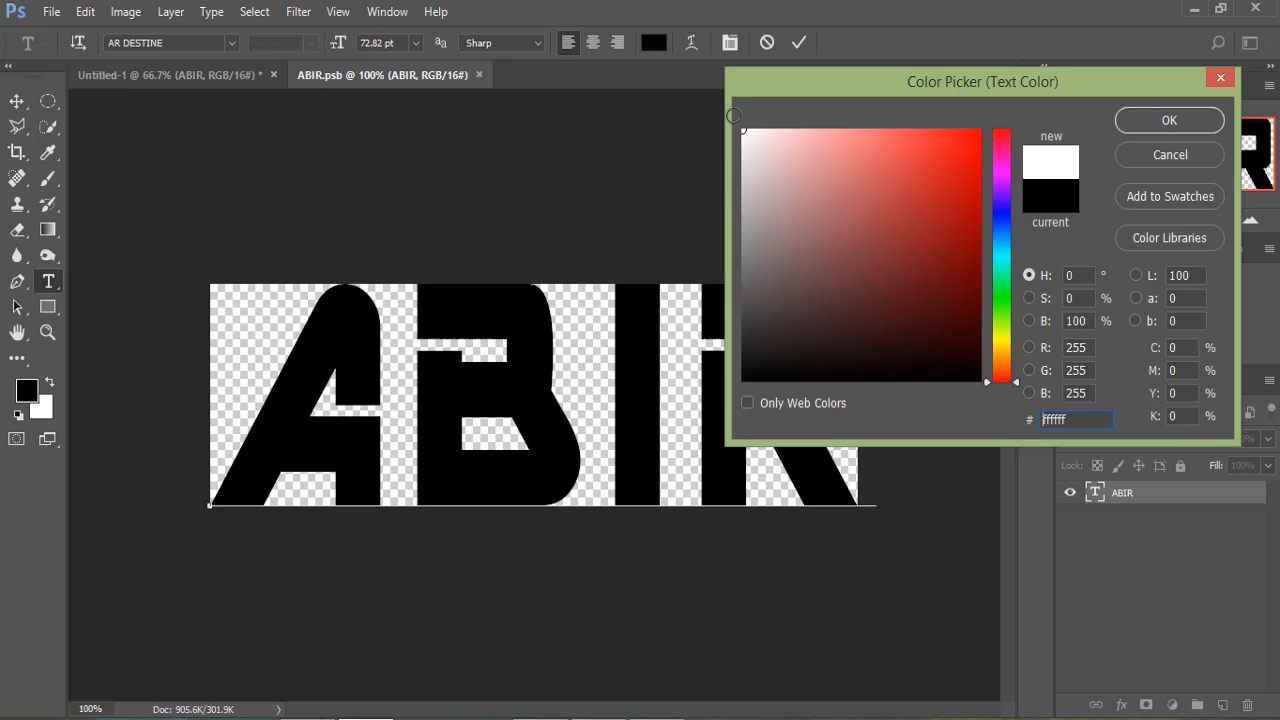 Ps File Edit Image Layer Type Select Filter View Window Help
T AR DESTINE 72.82 pt aa Sharp
Untitled-1 @ 66.7% (ABIR, RGB/16#) * × ABIR.psb @ 100% (ABIR, RGB/16#) ×
Color Picker (Text Color)
new
current
OK
Cancel
Add to Swatches
Color Libraries
H: 0 ° L: 100
S: 0 % a: 0
B: 100 % b: 0
R: 255 C: 0 %
G: 255 M: 0 %
B: 255 Y: 0 %
# ffffff K: 0 %
Only Web Colors
ABIR
Lock: Fill: 100%
T ABIR
fx
100% Doc: 905.6K/301.9K